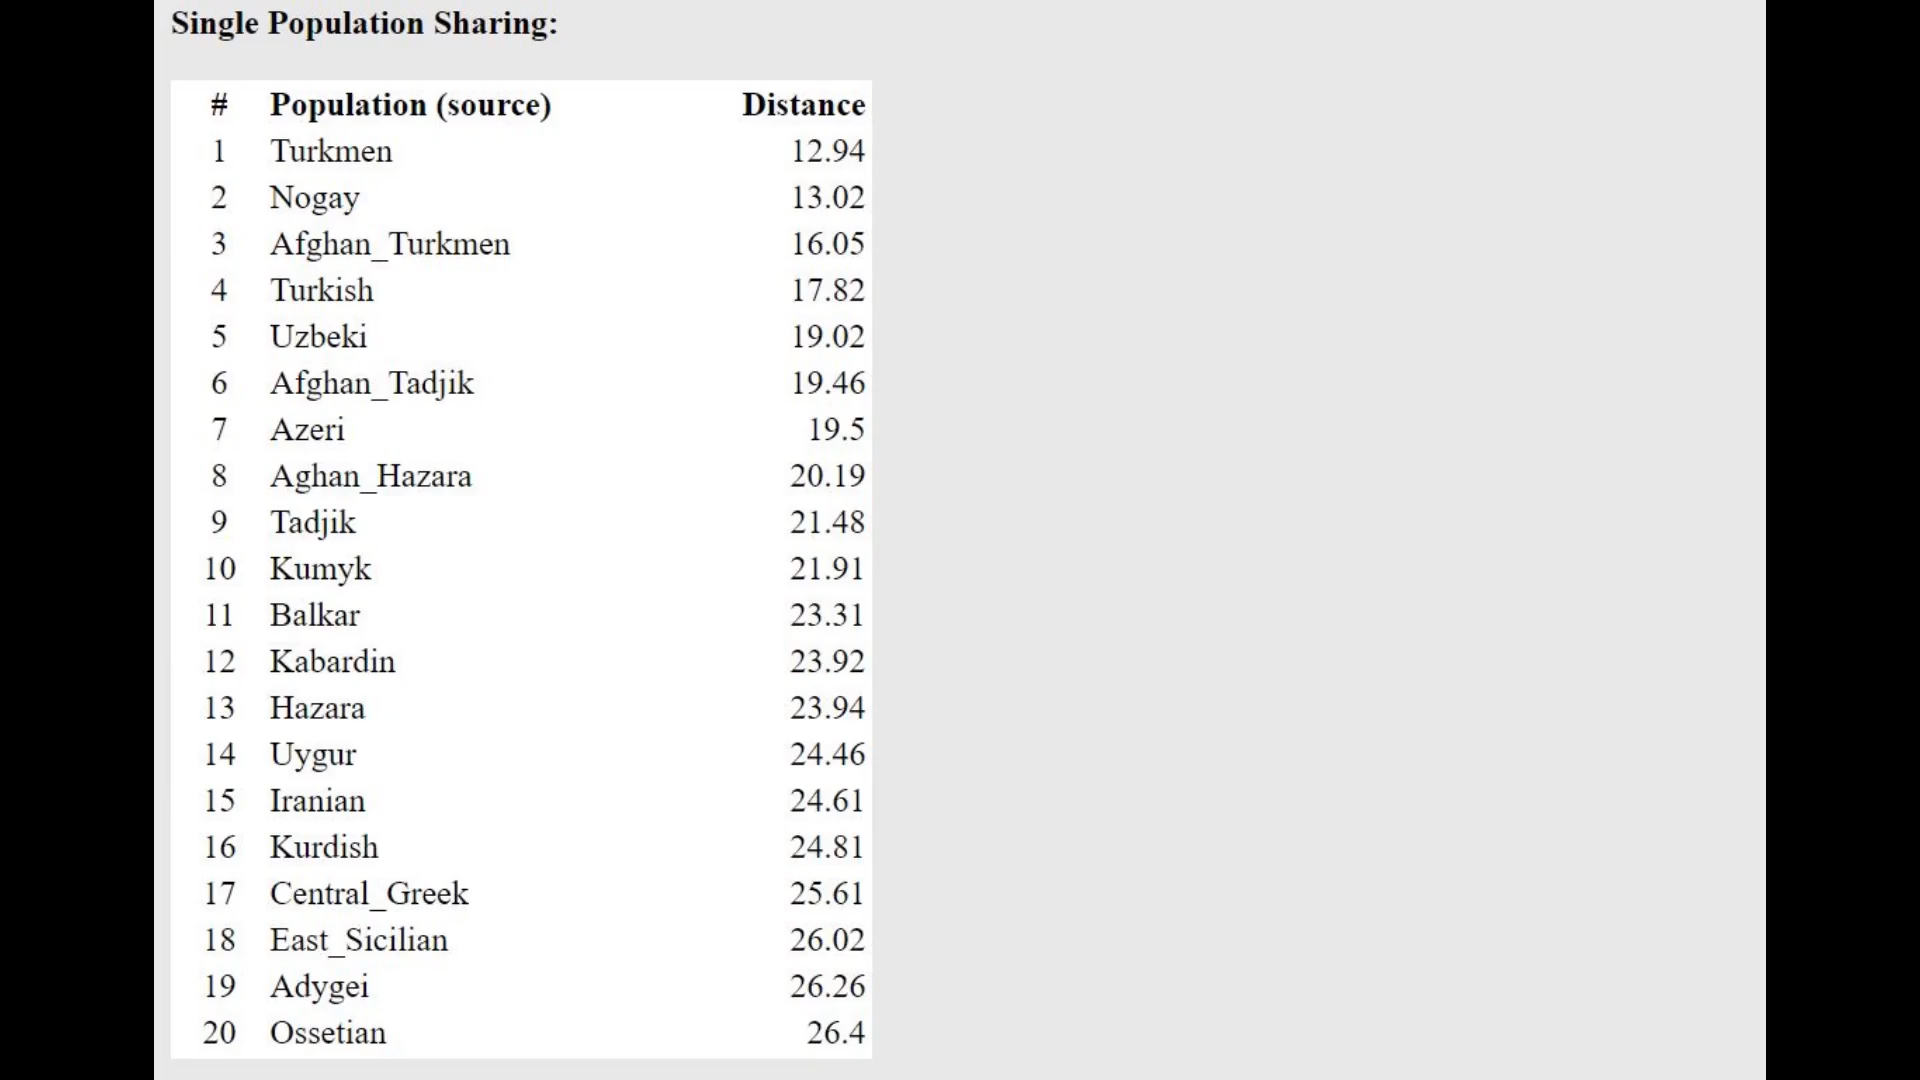 Single Population Sharing:
# Population (source) Distance
1 Turkmen 12.94
2 Nogay 13.02
3 Afghan_Turkmen 16.05
4 Turkish 17.82
5 Uzbeki 19.02
6 Afghan_Tadjik 19.46
7 Azeri 19.5
8 Aghan_Hazara 20.19
9 Tadjik 21.48
10 Kumyk 21.91
11 Balkar 23.31
12 Kabardin 23.92
13 Hazara 23.94
14 Uygur 24.46
15 Iranian 24.61
16 Kurdish 24.81
17 Central_Greek 25.61
18 East_Sicilian 26.02
19 Adygei 26.26
20 Ossetian 26.4